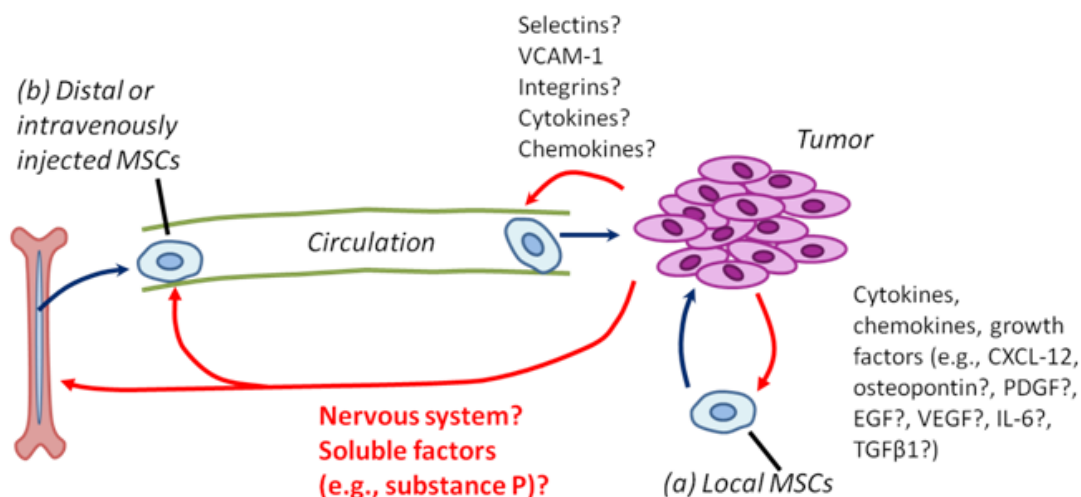 Selectins?
VCAM-1
Integrins?
Cytokines?
Chemokines?
(b) Distal or
intravenously
injected MSCs
Tumor
Circulation
Cytokines,
chemokines, growth
factors (e.g., CXCL-12,
osteopontin?, PDGF?,
EGF?, VEGF?, IL-6?,
TGFβ1?)
Nervous system?
Soluble factors
(e.g., substance P)?
(a) Local MSCs